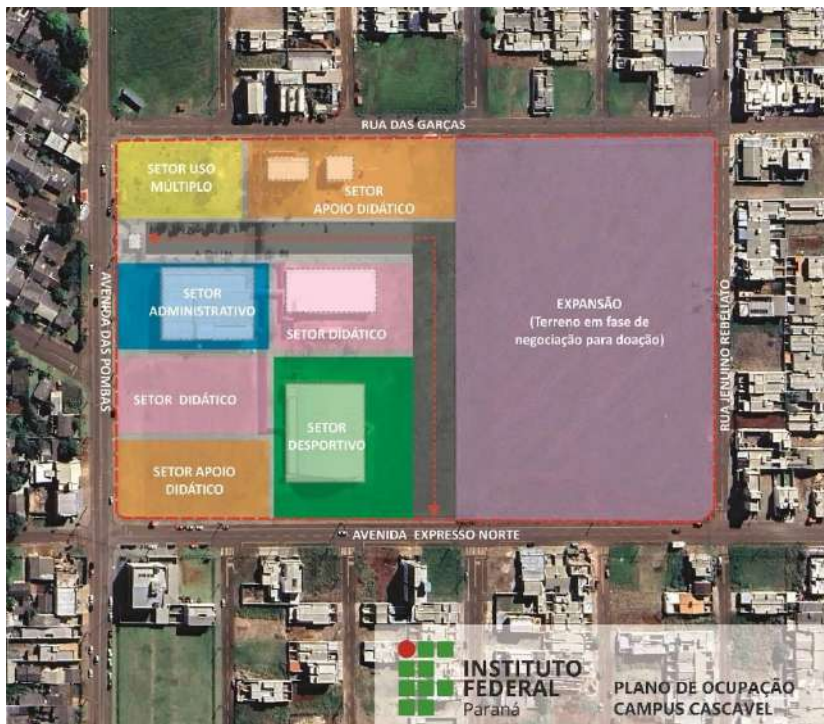 RUA DAS GARÇAS
SETOR USO
MÚLTIPLO
SETOR
APOIO DIDÁTICO
AVENIDA DAS POMBAS
SETOR
ADMINISTRATIVO
SETOR DIDÁTICO
EXPANSÃO
(Terreno em fase de
negociação para doação)
RUA JENUINO REBELIATO
SETOR DIDÁTICO
SETOR
DESPORTIVO
SETOR APOIO
DIDÁTICO
AVENIDA EXPRESSO NORTE
INSTITUTO
FEDERAL
Paraná
PLANO DE OCUPAÇÃO
CAMPUS CASCAVEL